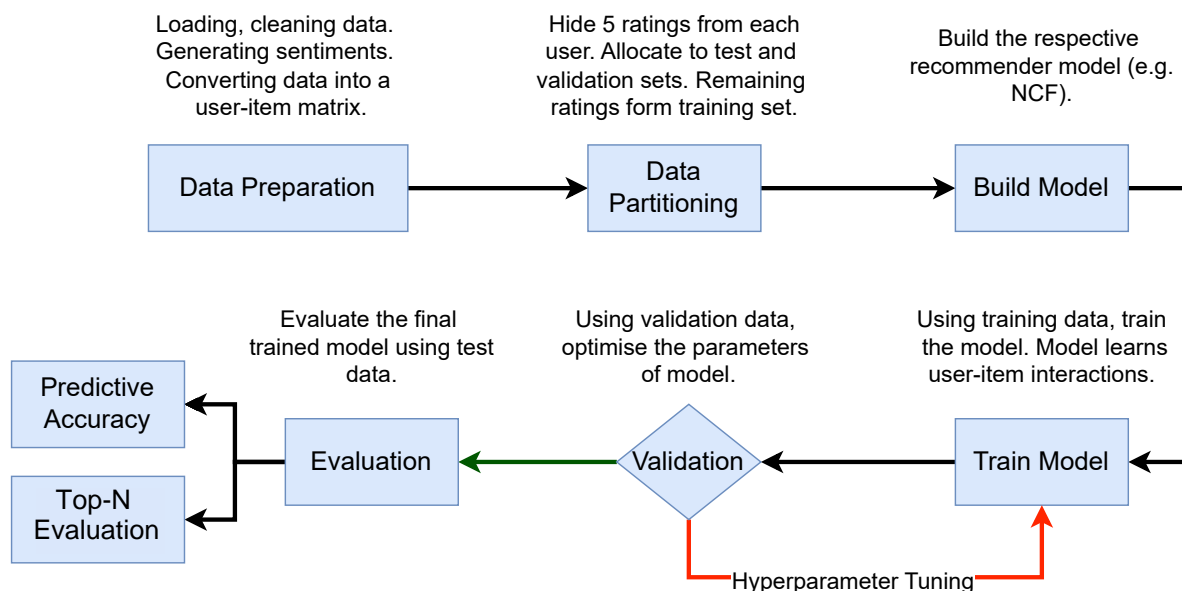 Loading, cleaning data.
Generating sentiments.
Converting data into a
user-item matrix.
Hide 5 ratings from each
user. Allocate to test and
validation sets. Remaining
ratings form training set.
Build the respective
recommender model (e.g.
NCF).
Data Preparation
Data
Partitioning
Build Model
Evaluate the final
trained model using test
data.
Using validation data,
optimise the parameters
of model.
Using training data, train
the model. Model learns
user-item interactions.
Predictive
Accuracy
Top-N
Evaluation
Evaluation
Validation
Train Model
Hyperparameter Tuning